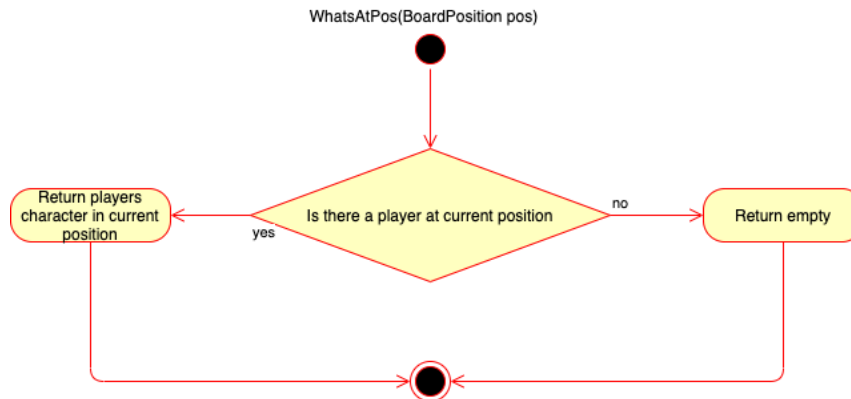 WhatsAtPos(BoardPosition pos)
Return players
character in current
position
yes
Is there a player at current position
no
Return empty